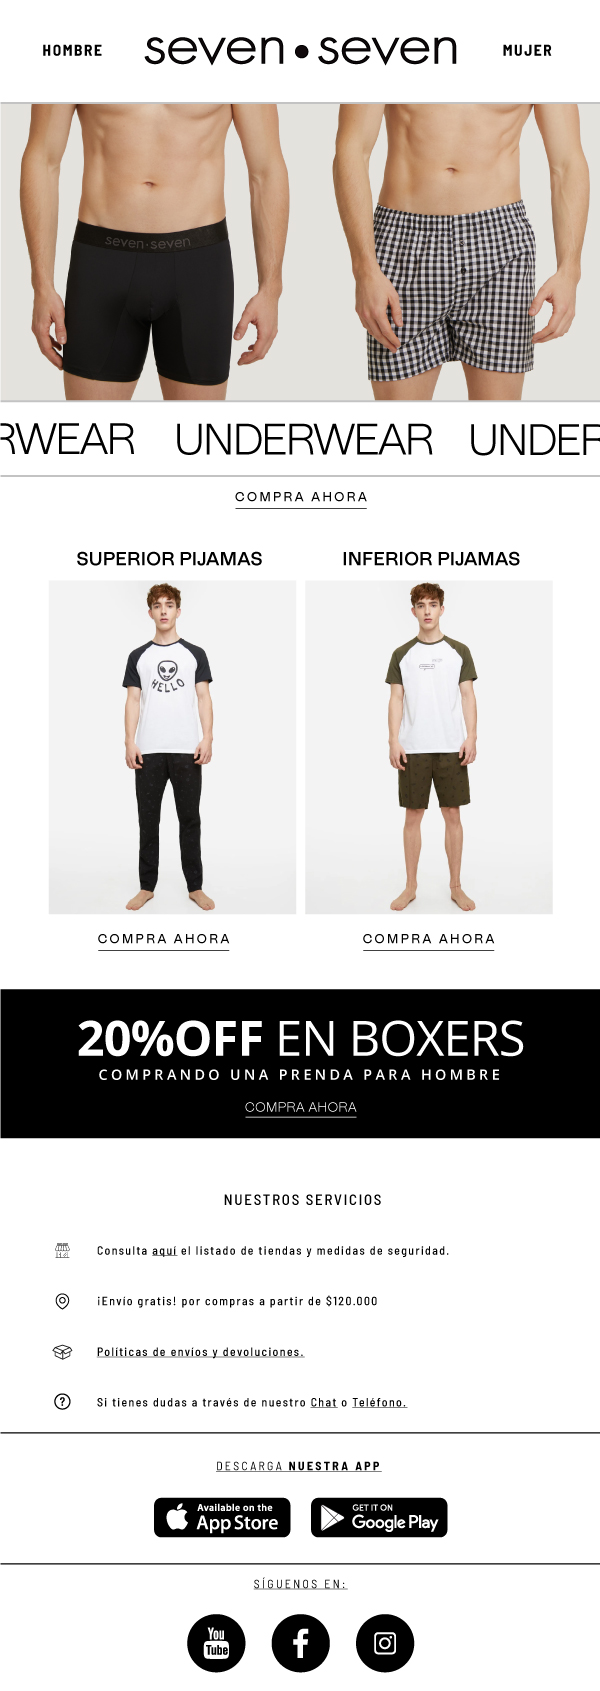 HOMBRE
seven•seven
MUJER
seven•seven
RWEAR UNDERWEAR UNDER
COMPRA AHORA
SUPERIOR PIJAMAS
INFERIOR PIJAMAS
HELLO
COMPRA AHORA
COMPRA AHORA
20%OFF EN BOXERS
COMPRANDO UNA PRENDA PARA HOMBRE
COMPRA AHORA
NUESTROS SERVICIOS
Consulta aquí el listado de tiendas y medidas de seguridad.
¡Envío gratis! por compras a partir de $120.000
Políticas de envíos y devoluciones.
?
Si tienes dudas a través de nuestro Chat o Teléfono.
DESCARGA NUESTRA APP
Available on the
App Store
GET IT ON
Google Play
SÍGUENOS EN:
You
Tube
f